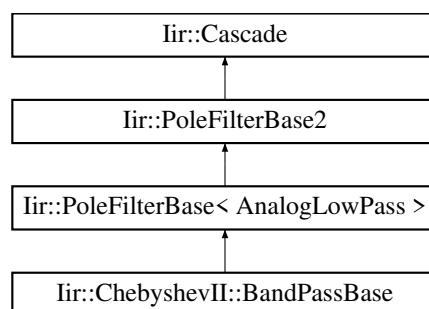 Iir::Cascade
Iir::PoleFilterBase2
Iir::PoleFilterBase< AnalogLowPass >
Iir::ChebyshevII::BandPassBase